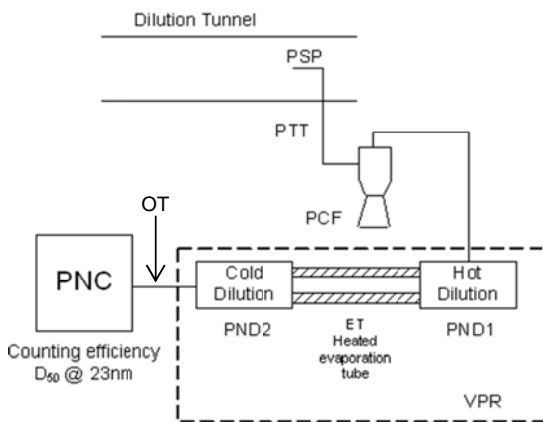 Dilution Tunnel
PSP
PTT
PCF
OT
PNC
Counting efficiency
D₅₀ @ 23nm
Cold
Dilution
PND2
ET
Heated
evaporation
tube
Hot
Dilution
PND1
VPR